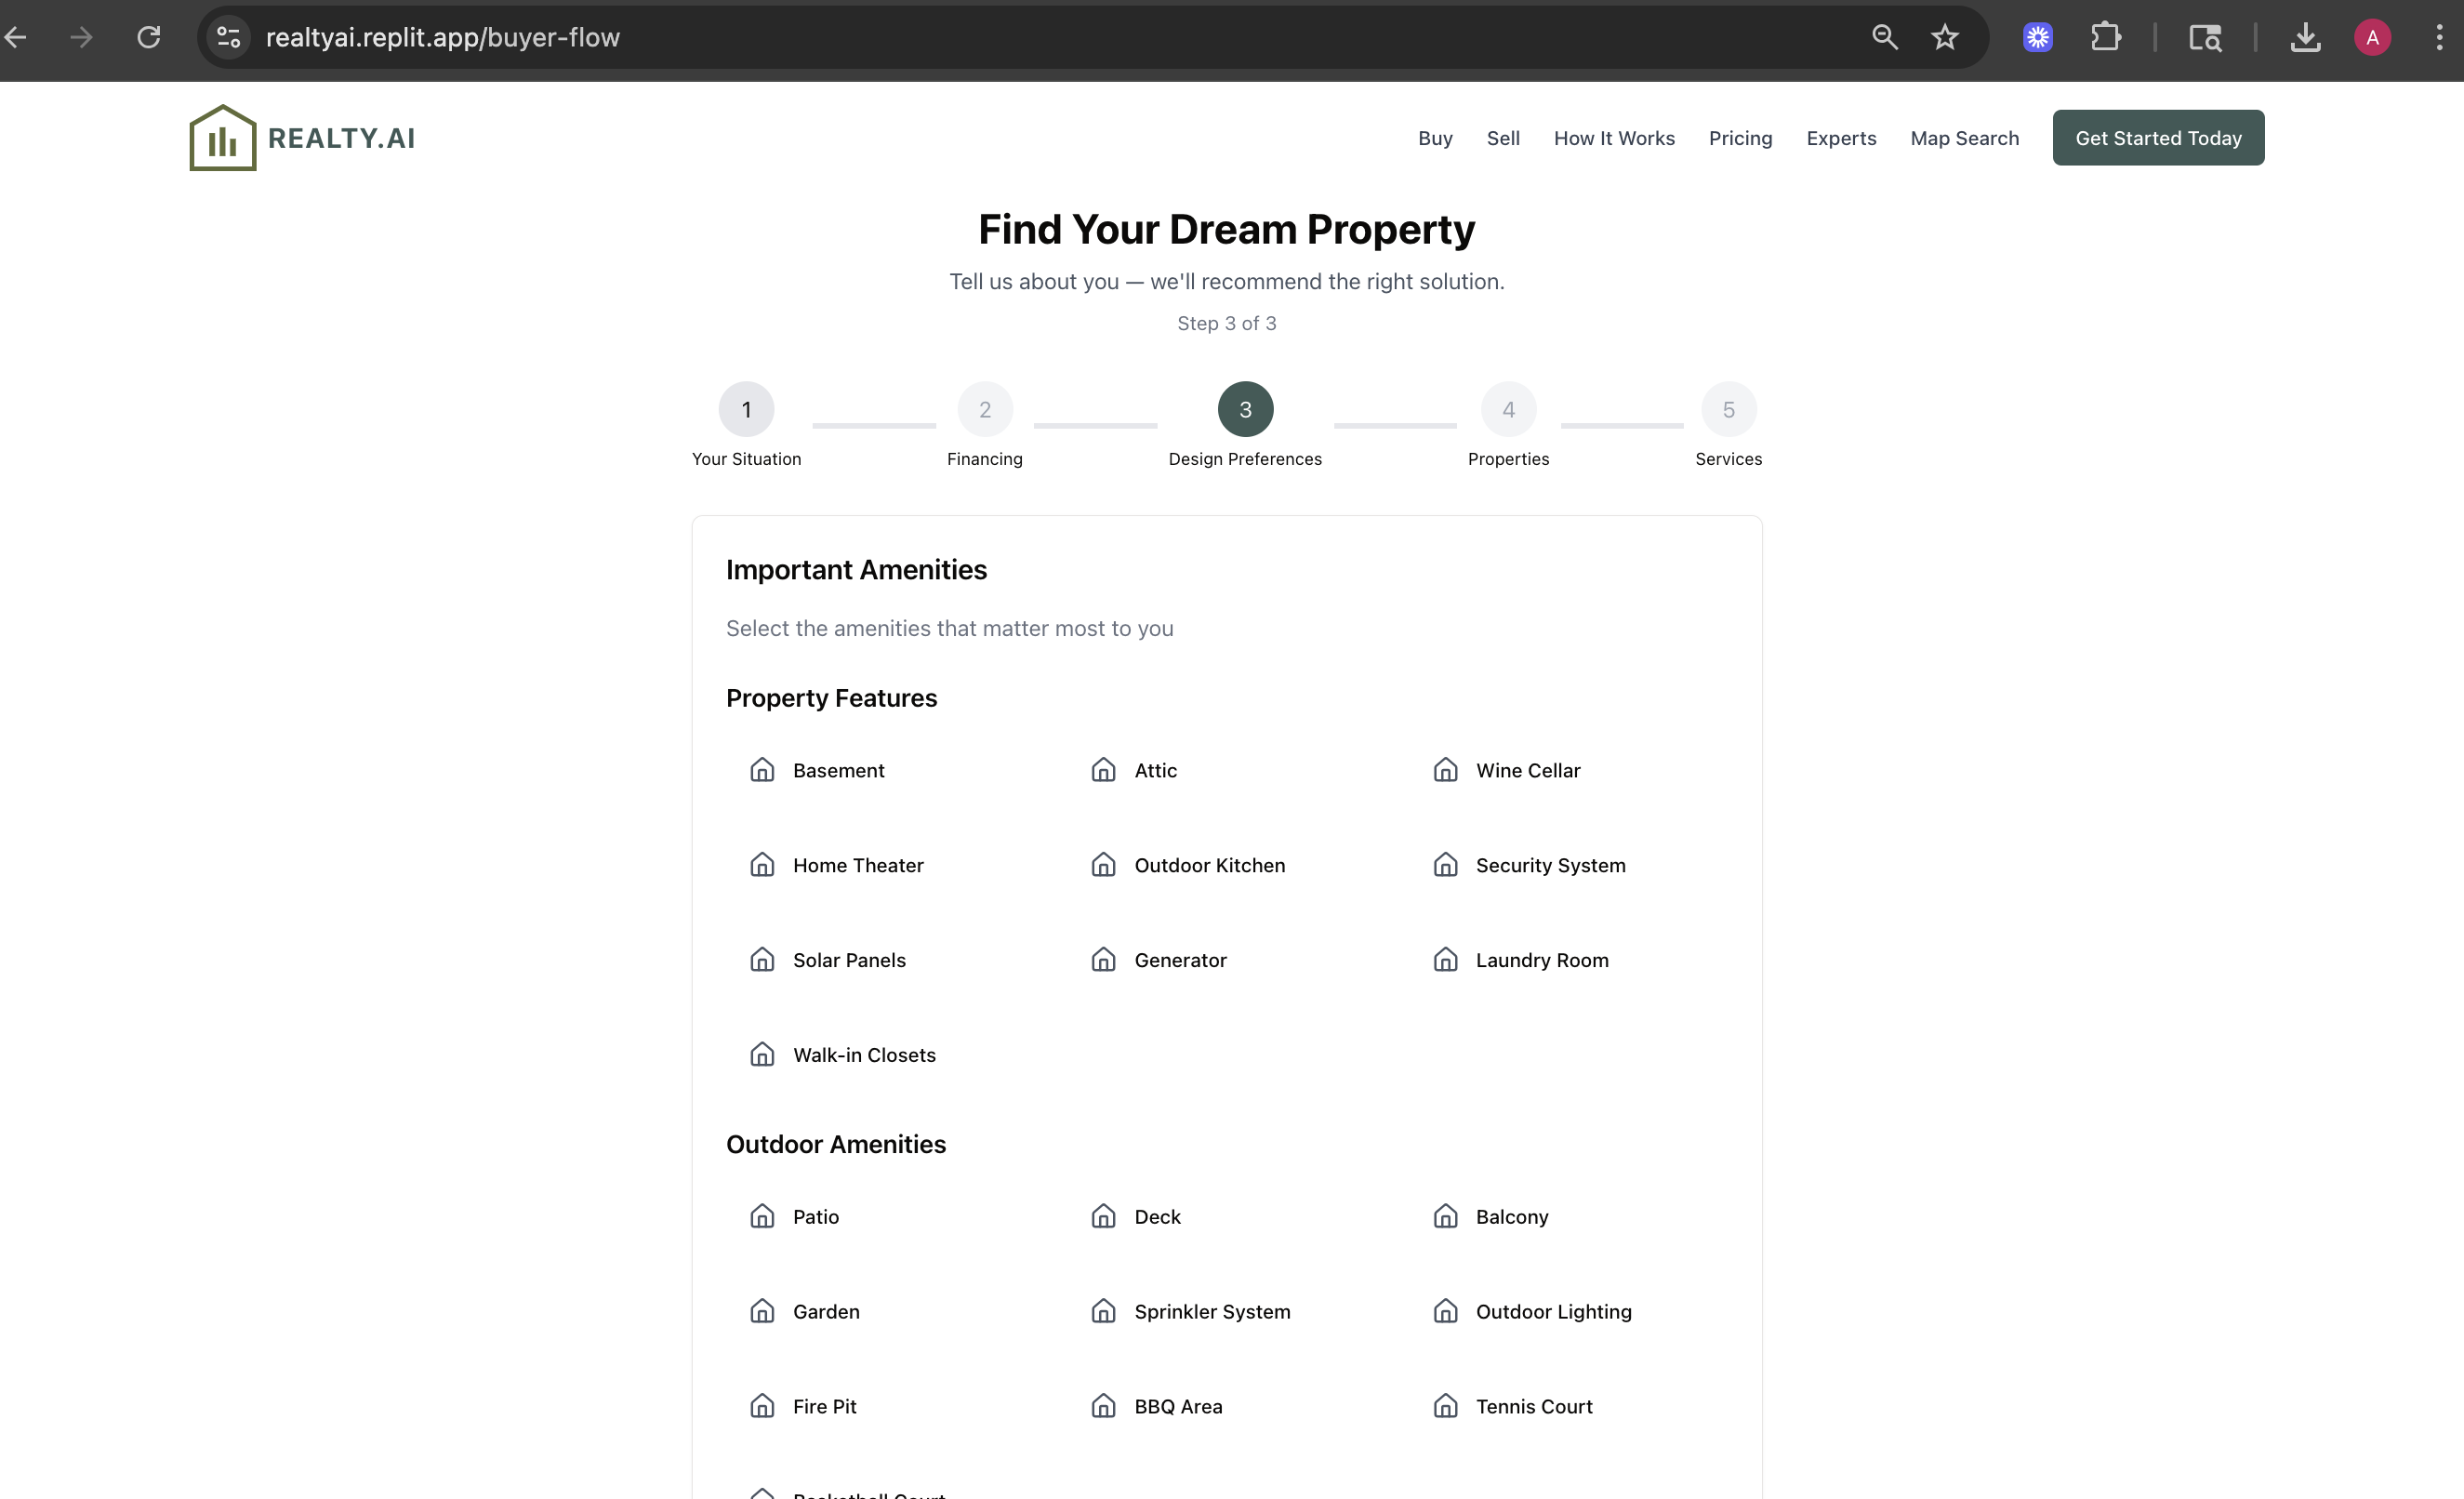 realtyai.replit.app/buyer-flow
A
REALTY.AI
Buy Sell How It Works Pricing Experts Map Search Get Started Today
Find Your Dream Property
Tell us about you — we'll recommend the right solution.
Step 3 of 3
1 2 3 4 5
Your Situation Financing Design Preferences Properties Services
Important Amenities
Select the amenities that matter most to you
Property Features
Basement Attic Wine Cellar
Home Theater Outdoor Kitchen Security System
Solar Panels Generator Laundry Room
Walk-in Closets
Outdoor Amenities
Patio Deck Balcony
Garden Sprinkler System Outdoor Lighting
Fire Pit BBQ Area Tennis Court
Basketball Court